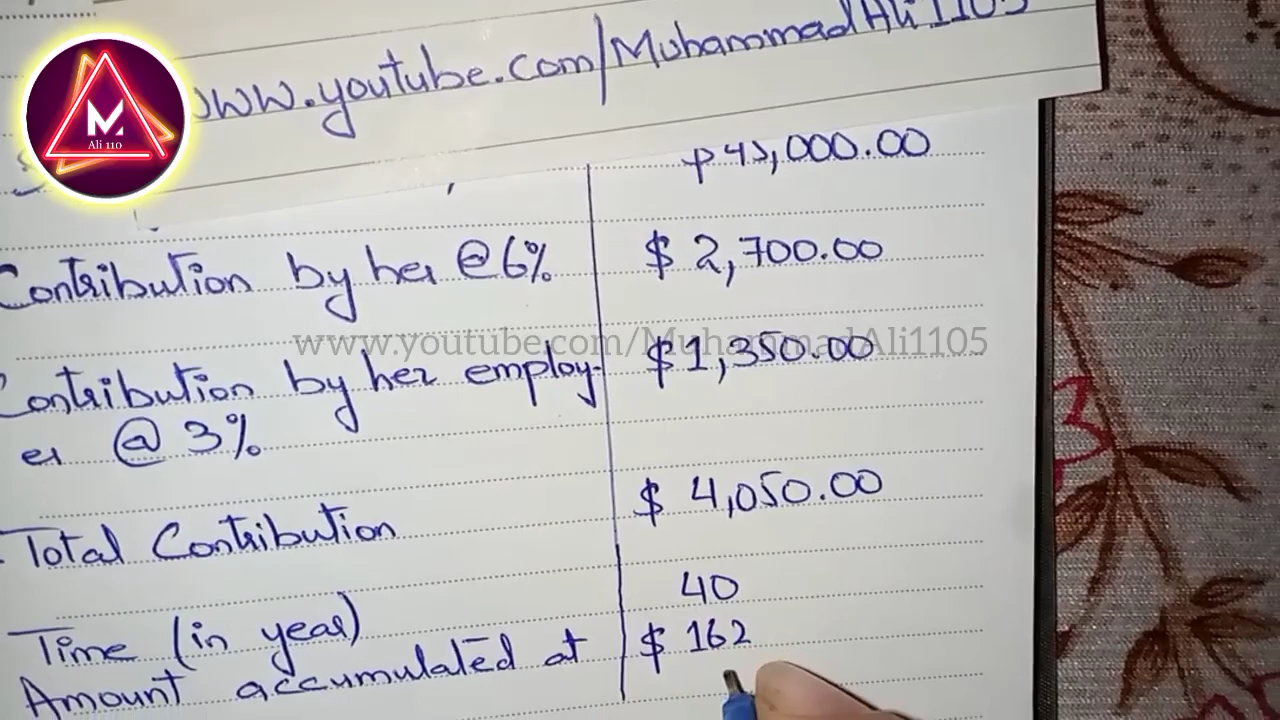 www.youtube.com/MuhammadAli1105
M
Ali 110
$45,000.00
Contribution by her @ 6% $ 2,700.00
www.youtube.com/MuhammadAli1105
Contribution by her employ- $1,350.00
er @ 3%
Total Contribution $ 4,050.00
Time (in year) 40
Amount accumulated at $ 162